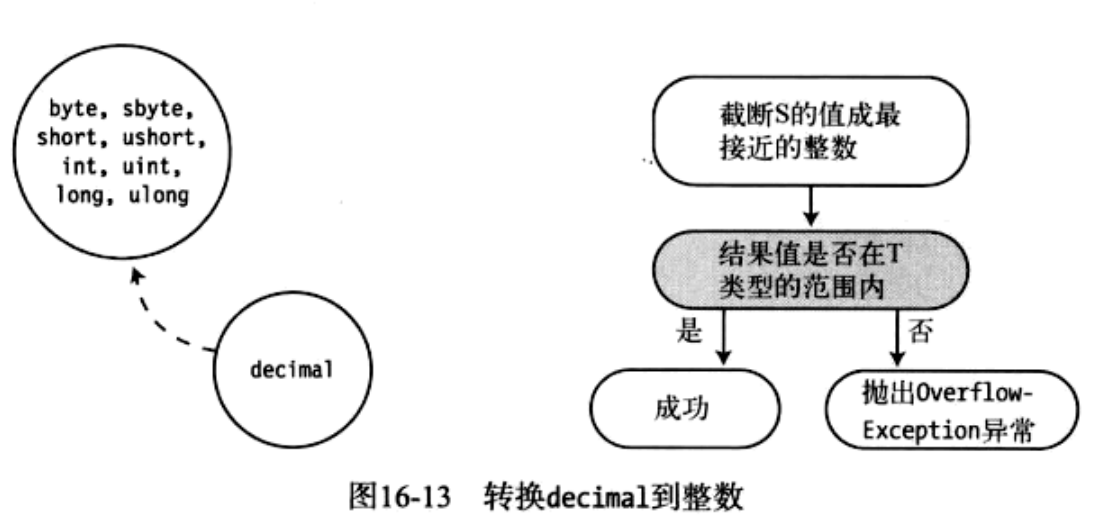 byte, sbyte,
short, ushort,
int, uint,
long, ulong
decimal
截断S的值成最
接近的整数
结果值是否在T
类型的范围内
是
否
成功
抛出Overflow-
Exception异常
图16-13 转换decimal到整数